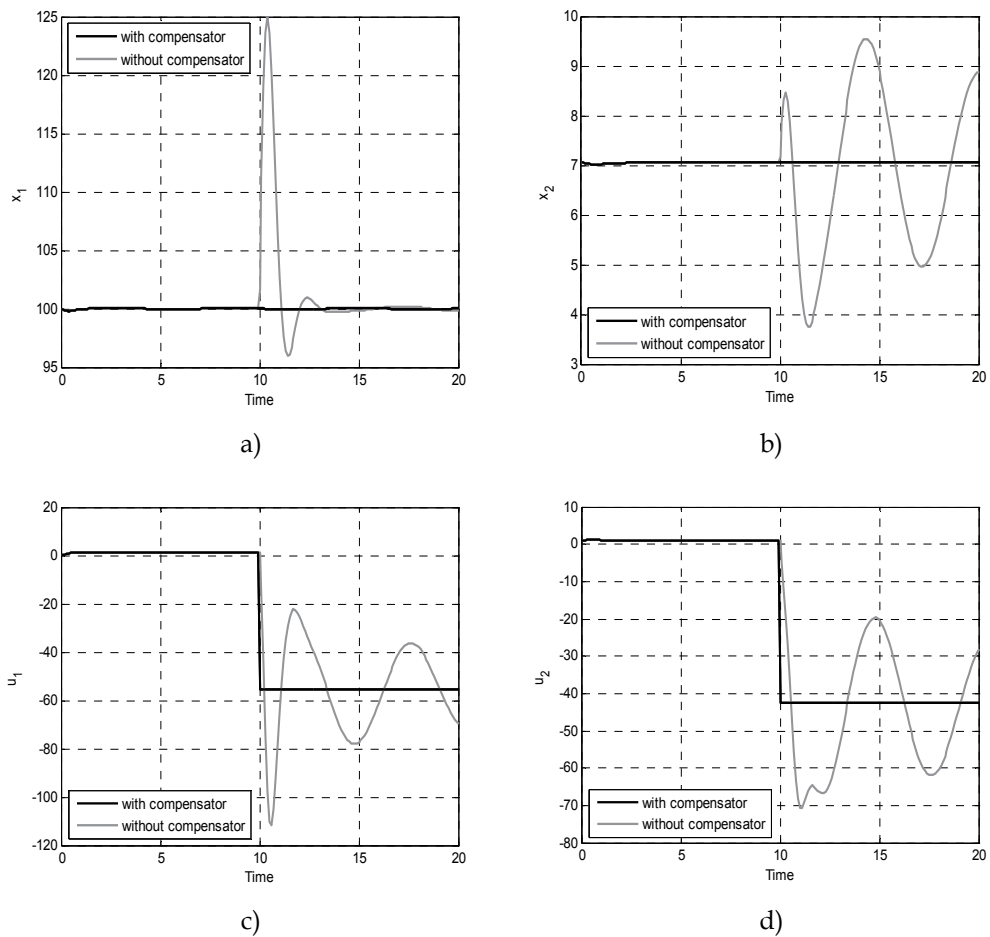 125
120
115
110
105
100
95
x1
with compensator
without compensator
0
5
10
15
20
Time
a)
10
9
8
7
6
5
4
3
x2
with compensator
without compensator
0
5
10
15
20
Time
b)
20
0
-20
-40
-60
-80
-100
-120
u1
with compensator
without compensator
0
5
10
15
20
Time
c)
10
0
-10
-20
-30
-40
-50
-60
-70
-80
u2
with compensator
without compensator
0
5
10
15
20
Time
d)